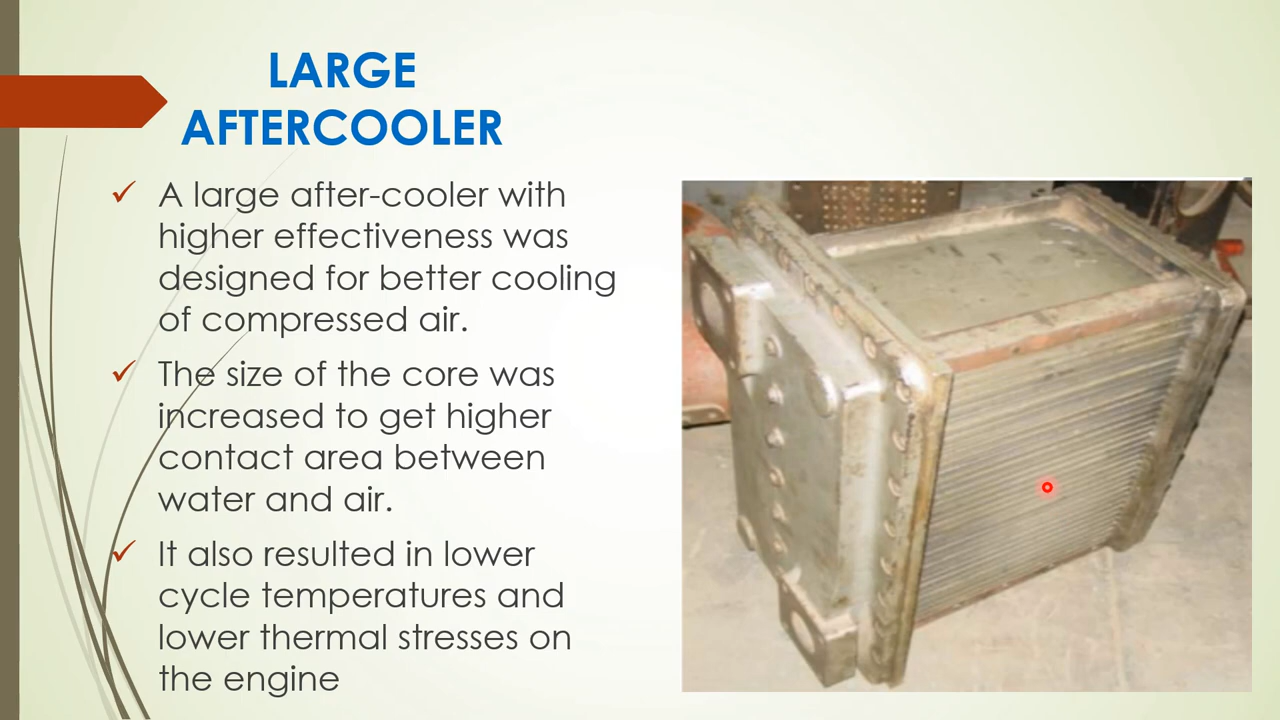 LARGE
AFTERCOOLER
✓ A large after-cooler with
higher effectiveness was
designed for better cooling
of compressed air.
✓ The size of the core was
increased to get higher
contact area between
water and air.
✓ It also resulted in lower
cycle temperatures and
lower thermal stresses on
the engine